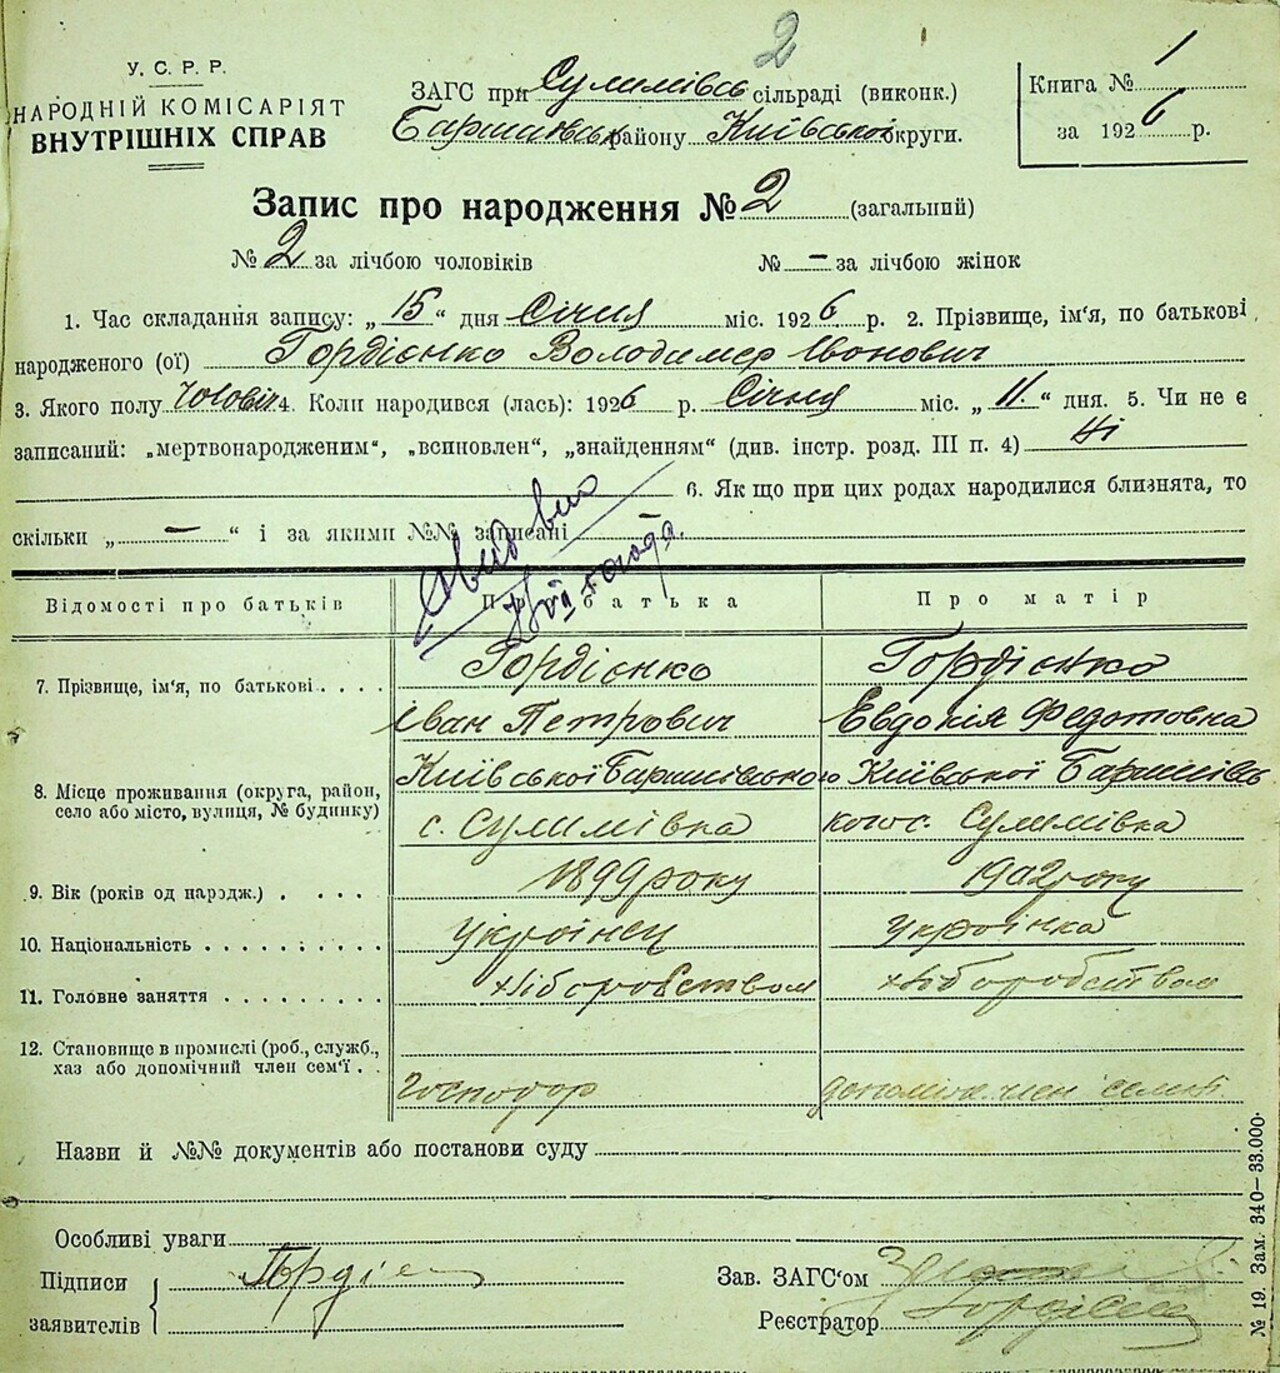 2
У. С. Р. Р.
НАРОДНІЙ КОМІСАРІЯТ
ВНУТРІШНІХ СПРАВ
ЗАГС при Сулимівсь сільраді (виконк.)
Баришівськ району Київської округи.
Книга № 1
за 1926 р.
Запис про народження № 2 (загальний)
№ 2 за лічбою чоловіків № – за лічбою жінок
1. Час складання запису: „15“ дня Січня міс. 1926 р. 2. Прізвище, ім'я, по батькові
народженого (ої) Гордієнко Володимер Іванович
3. Якого полу чоловіч 4. Коли народився (лась): 1926 р. Січня міс. „11.“ дня. 5. Чи не є
записаний: „мертвонародженим“, „всиновлен“, „знайденням“ (див. інстр. розд. III п. 4) Ні
6. Як що при цих родах народилися близнята, то
скільки „ – “ і за якими №№ записані –
Відомості про батьків Про батька Про матір
7. Прізвище, ім'я, по батькові . . . . Гордієнко Гордієнко
Іван Петрович Евдокія Федотовна
8. Місце проживання (округа, район, Київської Баришівського Київської Баришівсь
село або місто, вулиця, № будинку) с. Сулимівка кого с. Сулимівка
9. Вік (років од народж.) . . . . 1899 року 1902 року
10. Національність . . . . . . . . . українец українка
11. Головне заняття . . . . . . . . . хліборобством хліборобством
12. Становище в промислі (роб., служб.,
хаз або допомічний член сем'ї . . господар допоміж. член семії
Назви й №№ документів або постанови суду
Особливі уваги
Підписи
заявителів
Зав. ЗАГС'ом
Реєстратор
№ 19. Зам. 340–33.000.